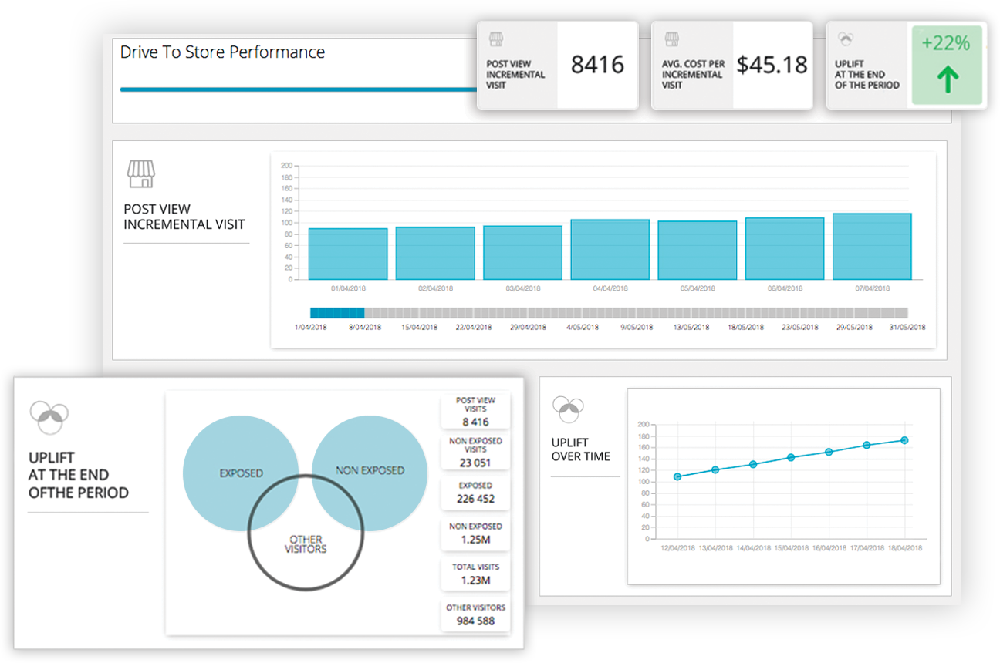 Drive To Store Performance
POST VIEW
INCREMENTAL
VISIT
8416
AVG. COST PER
INCREMENTAL
VISIT
$45.18
UPLIFT
AT THE END
OF THE PERIOD
+22%
POST VIEW
INCREMENTAL VISIT
200
180
160
140
120
100
80
60
40
20
0
01/04/2018 02/04/2018 03/04/2018 04/04/2018 05/04/2018 06/04/2018 07/04/2018
1/04/2018 8/04/2018 15/04/2018 22/04/2018 29/04/2018 4/05/2018 9/05/2018 13/05/2018 18/05/2018 23/05/2018 29/05/2018 31/05/2018
UPLIFT
AT THE END
OFTHE PERIOD
EXPOSED
NON EXPOSED
OTHER
VISITORS
POST VIEW
VISITS
8 416
NON EXPOSED
VISITS
23 051
EXPOSED
226 452
NON EXPOSED
1.25M
TOTAL VISITS
1.23M
OTHER VISITORS
984 588
UPLIFT
OVER TIME
200
180
160
140
120
100
80
60
40
20
0
12/04/2018 13/04/2018 14/04/2018 15/04/2018 16/04/2018 17/04/2018 18/04/2018